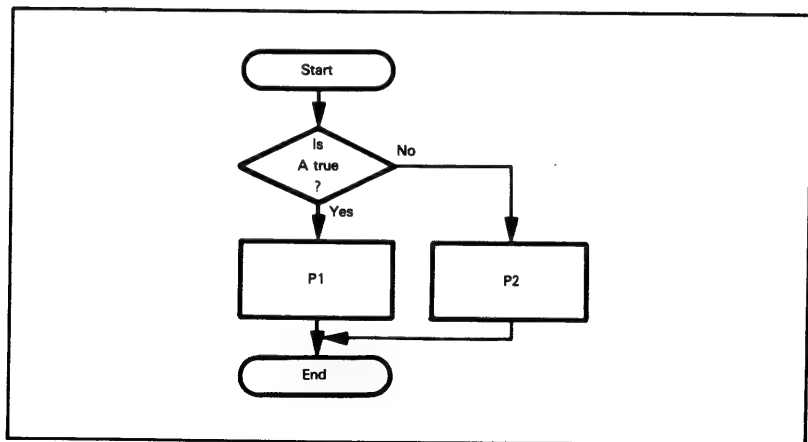 Start
Is
A true
?
No
Yes
P1
P2
End